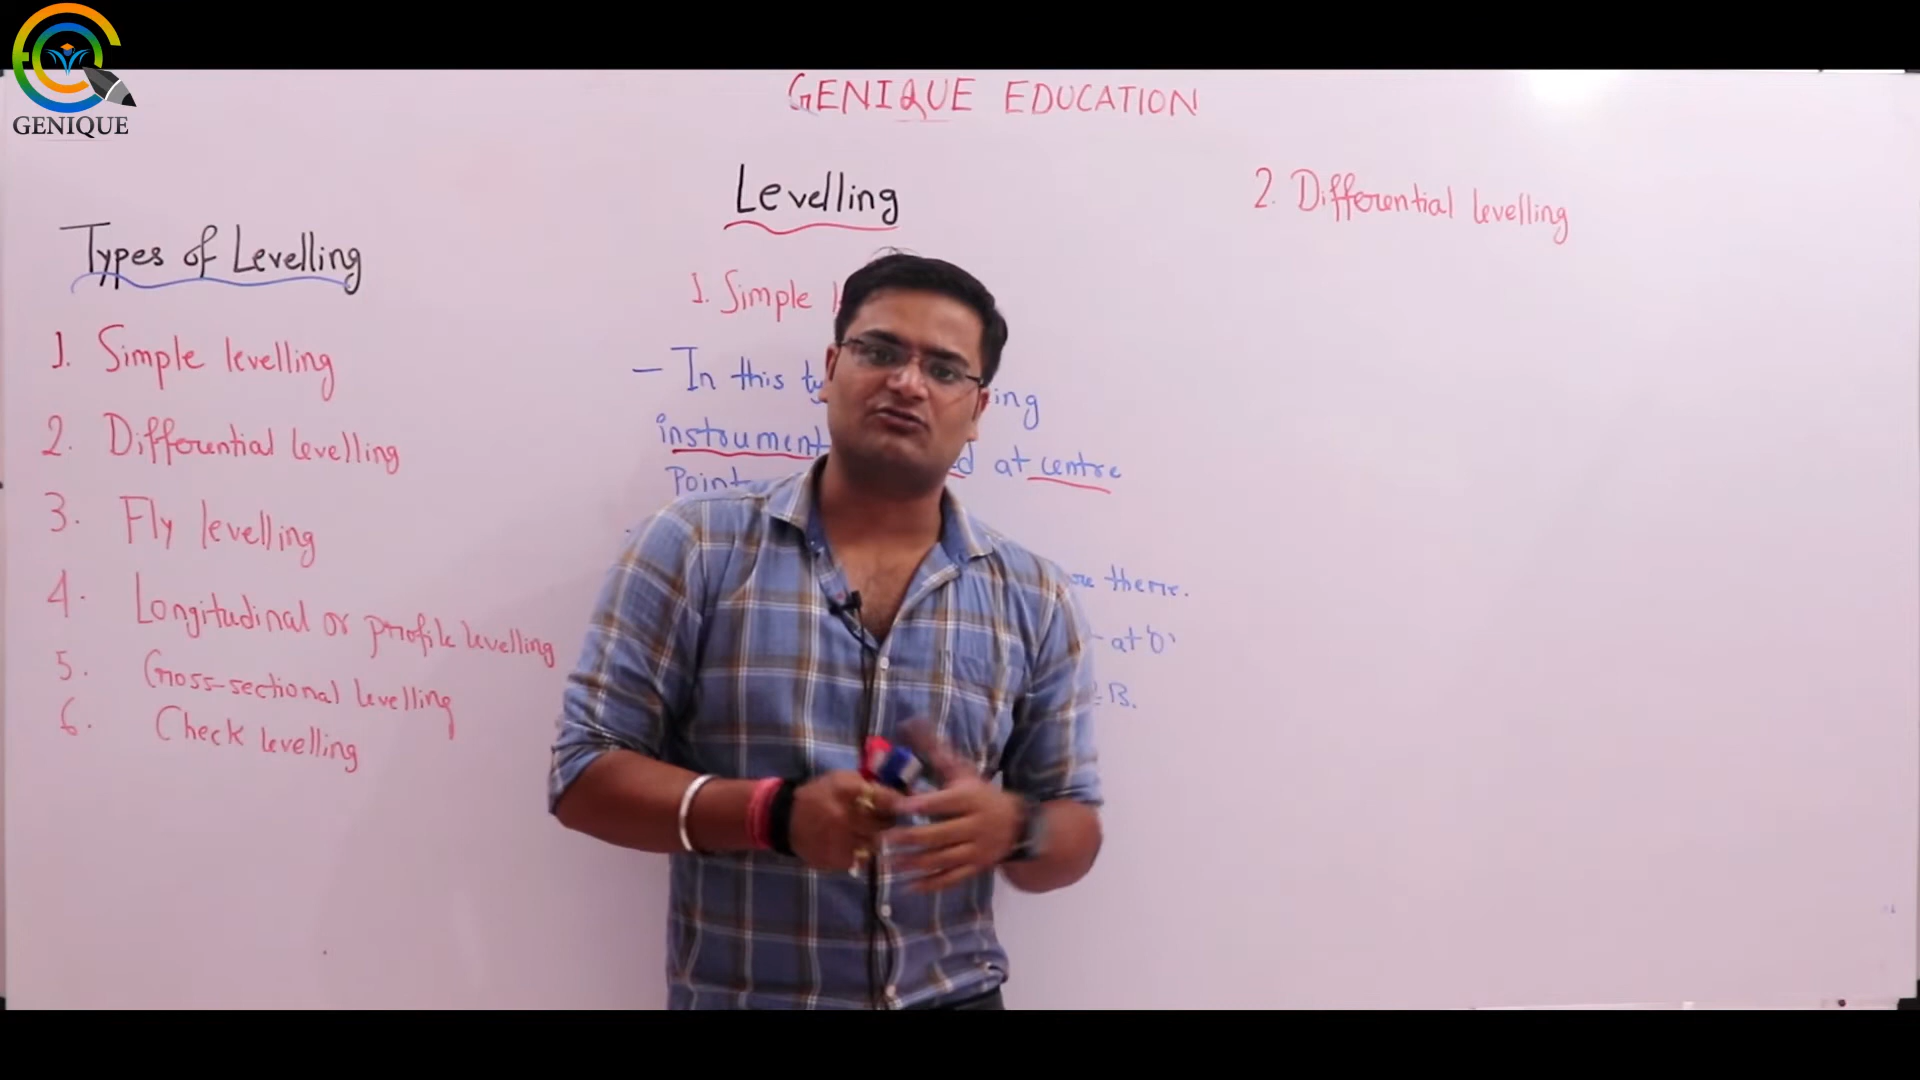 GENIQUE
GENIQUE EDUCATION
Levelling
Types of Levelling
1. Simple levelling
2. Differential levelling
3. Fly levelling
4. Longitudinal or profile levelling
5. Cross-sectional levelling
6. Check levelling
1. Simple
- In this
instrument at centre
Point
there.
at 'O'
B.
2. Differential levelling